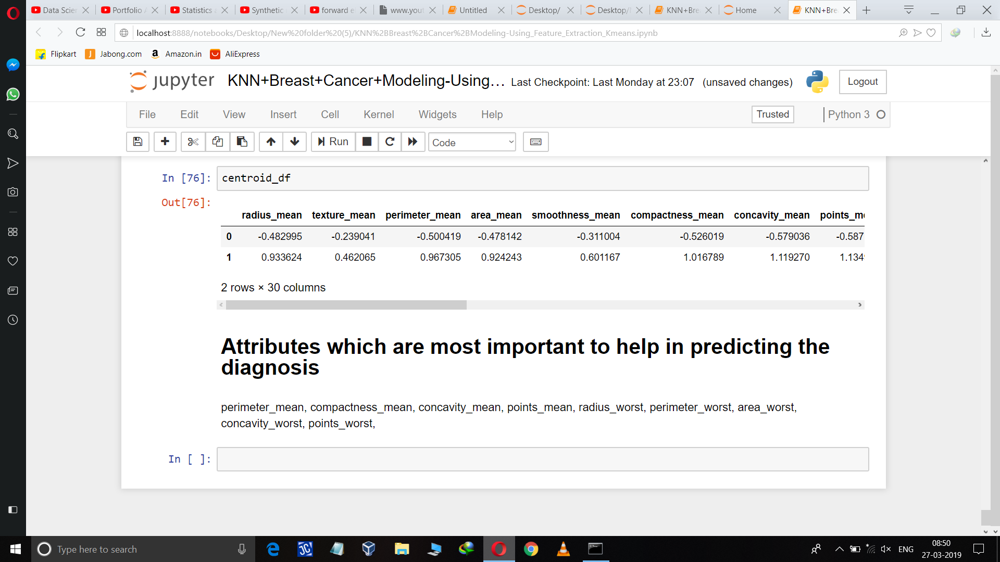 Data Scien
Portfolio A
Statistics a
Synthetic
forward e
www.yout
Untitled
Desktop/
Desktop/
KNN+Bre
Home
KNN+Bre
localhost:8888/notebooks/Desktop/New%20folder%20(5)/KNN%2BBreast%2BCancer%2BModeling-Using_Feature_Extraction_Kmeans.ipynb
Flipkart Jabong.com Amazon.in AliExpress
jupyter KNN+Breast+Cancer+Modeling-Using... Last Checkpoint: Last Monday at 23:07 (unsaved changes) Logout
File Edit View Insert Cell Kernel Widgets Help Trusted Python 3
Run Code
In [76]: centroid_df
Out[76]:
radius_mean texture_mean perimeter_mean area_mean smoothness_mean compactness_mean concavity_mean points_me
0 -0.482995 -0.239041 -0.500419 -0.478142 -0.311004 -0.526019 -0.579036 -0.587
1 0.933624 0.462065 0.967305 0.924243 0.601167 1.016789 1.119270 1.134
2 rows × 30 columns
Attributes which are most important to help in predicting the
diagnosis
perimeter_mean, compactness_mean, concavity_mean, points_mean, radius_worst, perimeter_worst, area_worst,
concavity_worst, points_worst,
In [ ]:
Type here to search
ENG
08:50
27-03-2019